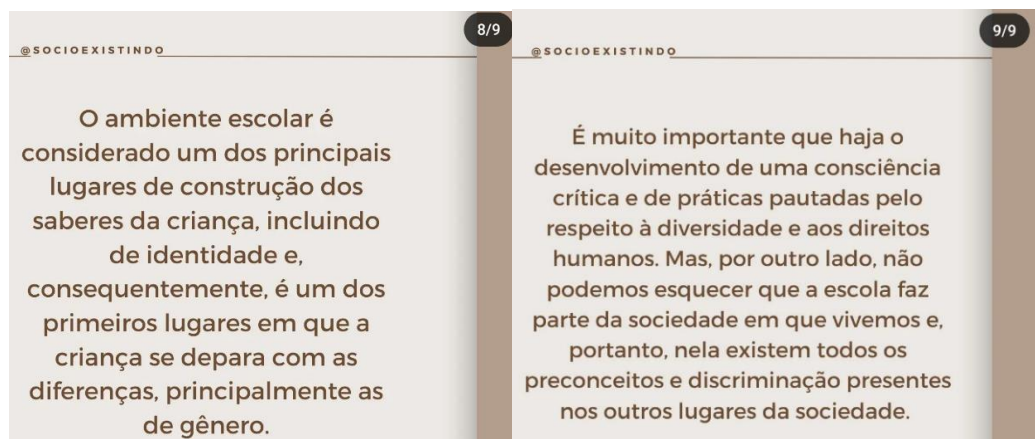 8/9
@SOCIOEXISTINDO
O ambiente escolar é
considerado um dos principais
lugares de construção dos
saberes da criança, incluindo
de identidade e,
consequentemente, é um dos
primeiros lugares em que a
criança se depara com as
diferenças, principalmente as
de gênero.
9/9
@SOCIOEXISTINDO
É muito importante que haja o
desenvolvimento de uma consciência
crítica e de práticas pautadas pelo
respeito à diversidade e aos direitos
humanos. Mas, por outro lado, não
podemos esquecer que a escola faz
parte da sociedade em que vivemos e,
portanto, nela existem todos os
preconceitos e discriminação presentes
nos outros lugares da sociedade.